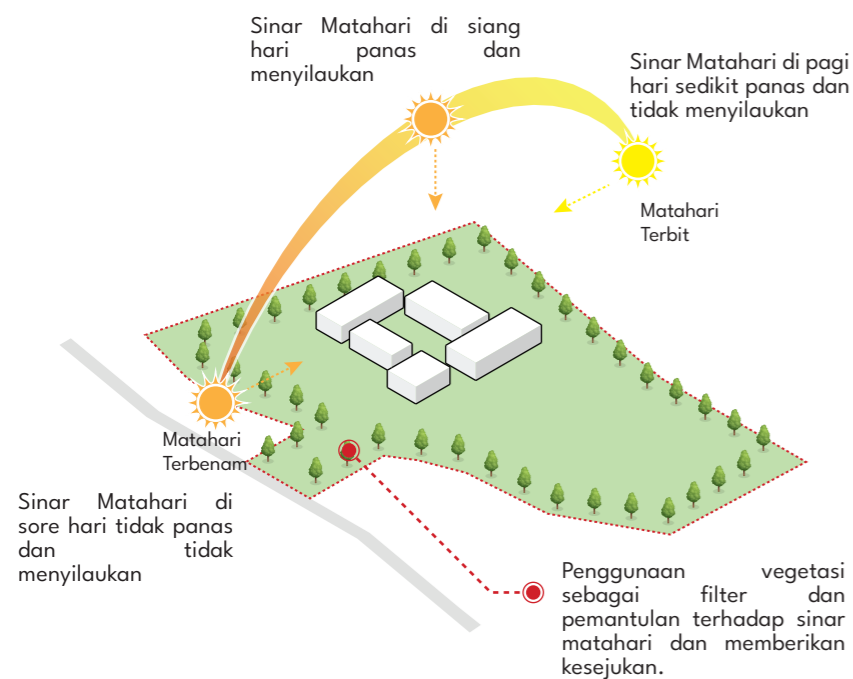 Sinar Matahari di siang
hari panas dan
menyilaukan
Sinar Matahari di pagi
hari sedikit panas dan
tidak menyilaukan
Matahari
Terbit
Matahari
Terbenam
Sinar Matahari di
sore hari tidak panas
dan tidak
menyilaukan
Penggunaan vegetasi
sebagai filter dan
pemantulan terhadap sinar
matahari dan memberikan
kesejukan.